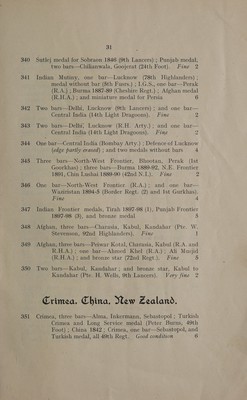 31
340 Sutlej medal for Sobraon 1846 (9th Lancers); Punjab medal,
two bars—Chilianwala, Goojerat (24th Foot). Fine 2
341 Indian Mutiny, one bar—Lucknow (79th Highlanders);
medal without bar (8th Fusrs.); I.G.S., one bar—Perak
(R.A.); Burma 1887-89 (Cheshire Regt.); Afghan medal
(R.H.A.); and miniature medal for Persia 6
342 Two bars—Delhi, Lucknow (9th Lancers); and one bar—
Central India (14th Light Dragoons). Fine 2
343 Two bars—Delhi, Lucknow (B.H. Arty.) and one bar—
Central India (14th Light Dragoons). Fine 2
344 One bar—Central India (Bombay Arty.) Defence of Lucknow
(edge partly erased); and two medals without bars 4
345 Three bars—North-West Frontier, Bhootan, Perak (1st
Goorkhas); three bars—Burma 1889-92, N.E. Frontier
1891, Chin Lushai 1889-90 (42nd N.I.). Fine 2
346 One bar—North-West Frontier (R.A.); and one bar—
Waziristan 1894-5 (Border Regt. (2) and 1st Gorkhas).
Fine 4
347 Indian Frontier medals, Tirah 1897-98 (1), Punjab Frontier
1897-98 (3), and bronze medal 5
348 Afghan, three bars—Charasia, Kabul, Kandahar (Pte. W.
Stevenson, 92nd Highlanders). Fine 1
349 Afghan, three bars—Peiwar Kotal, Charasia, Kabul (R.A. and
R.H.A.); one bar—Ahmed Khel (R.A.); Ali Musjid
(R.H.A.); and bronze star (72nd Regt.). Fine 5
350 Two bars—Kabul, Kandahar; and bronze star, Kabul to
Kandahar (Pte. H. Wells, 9th Lancers). Very fine 2
Crimea. China. New Zealand.
351 Crimea, three bars—Alma, Inkermann, Sebastopol; Turkish
Crimea and Long Service medal (Peter Burns, 49th
Foot); China 1842; Crimea, one bar—Sebastopol, and
Turkish medal, all 49th Regt. Good condition 6